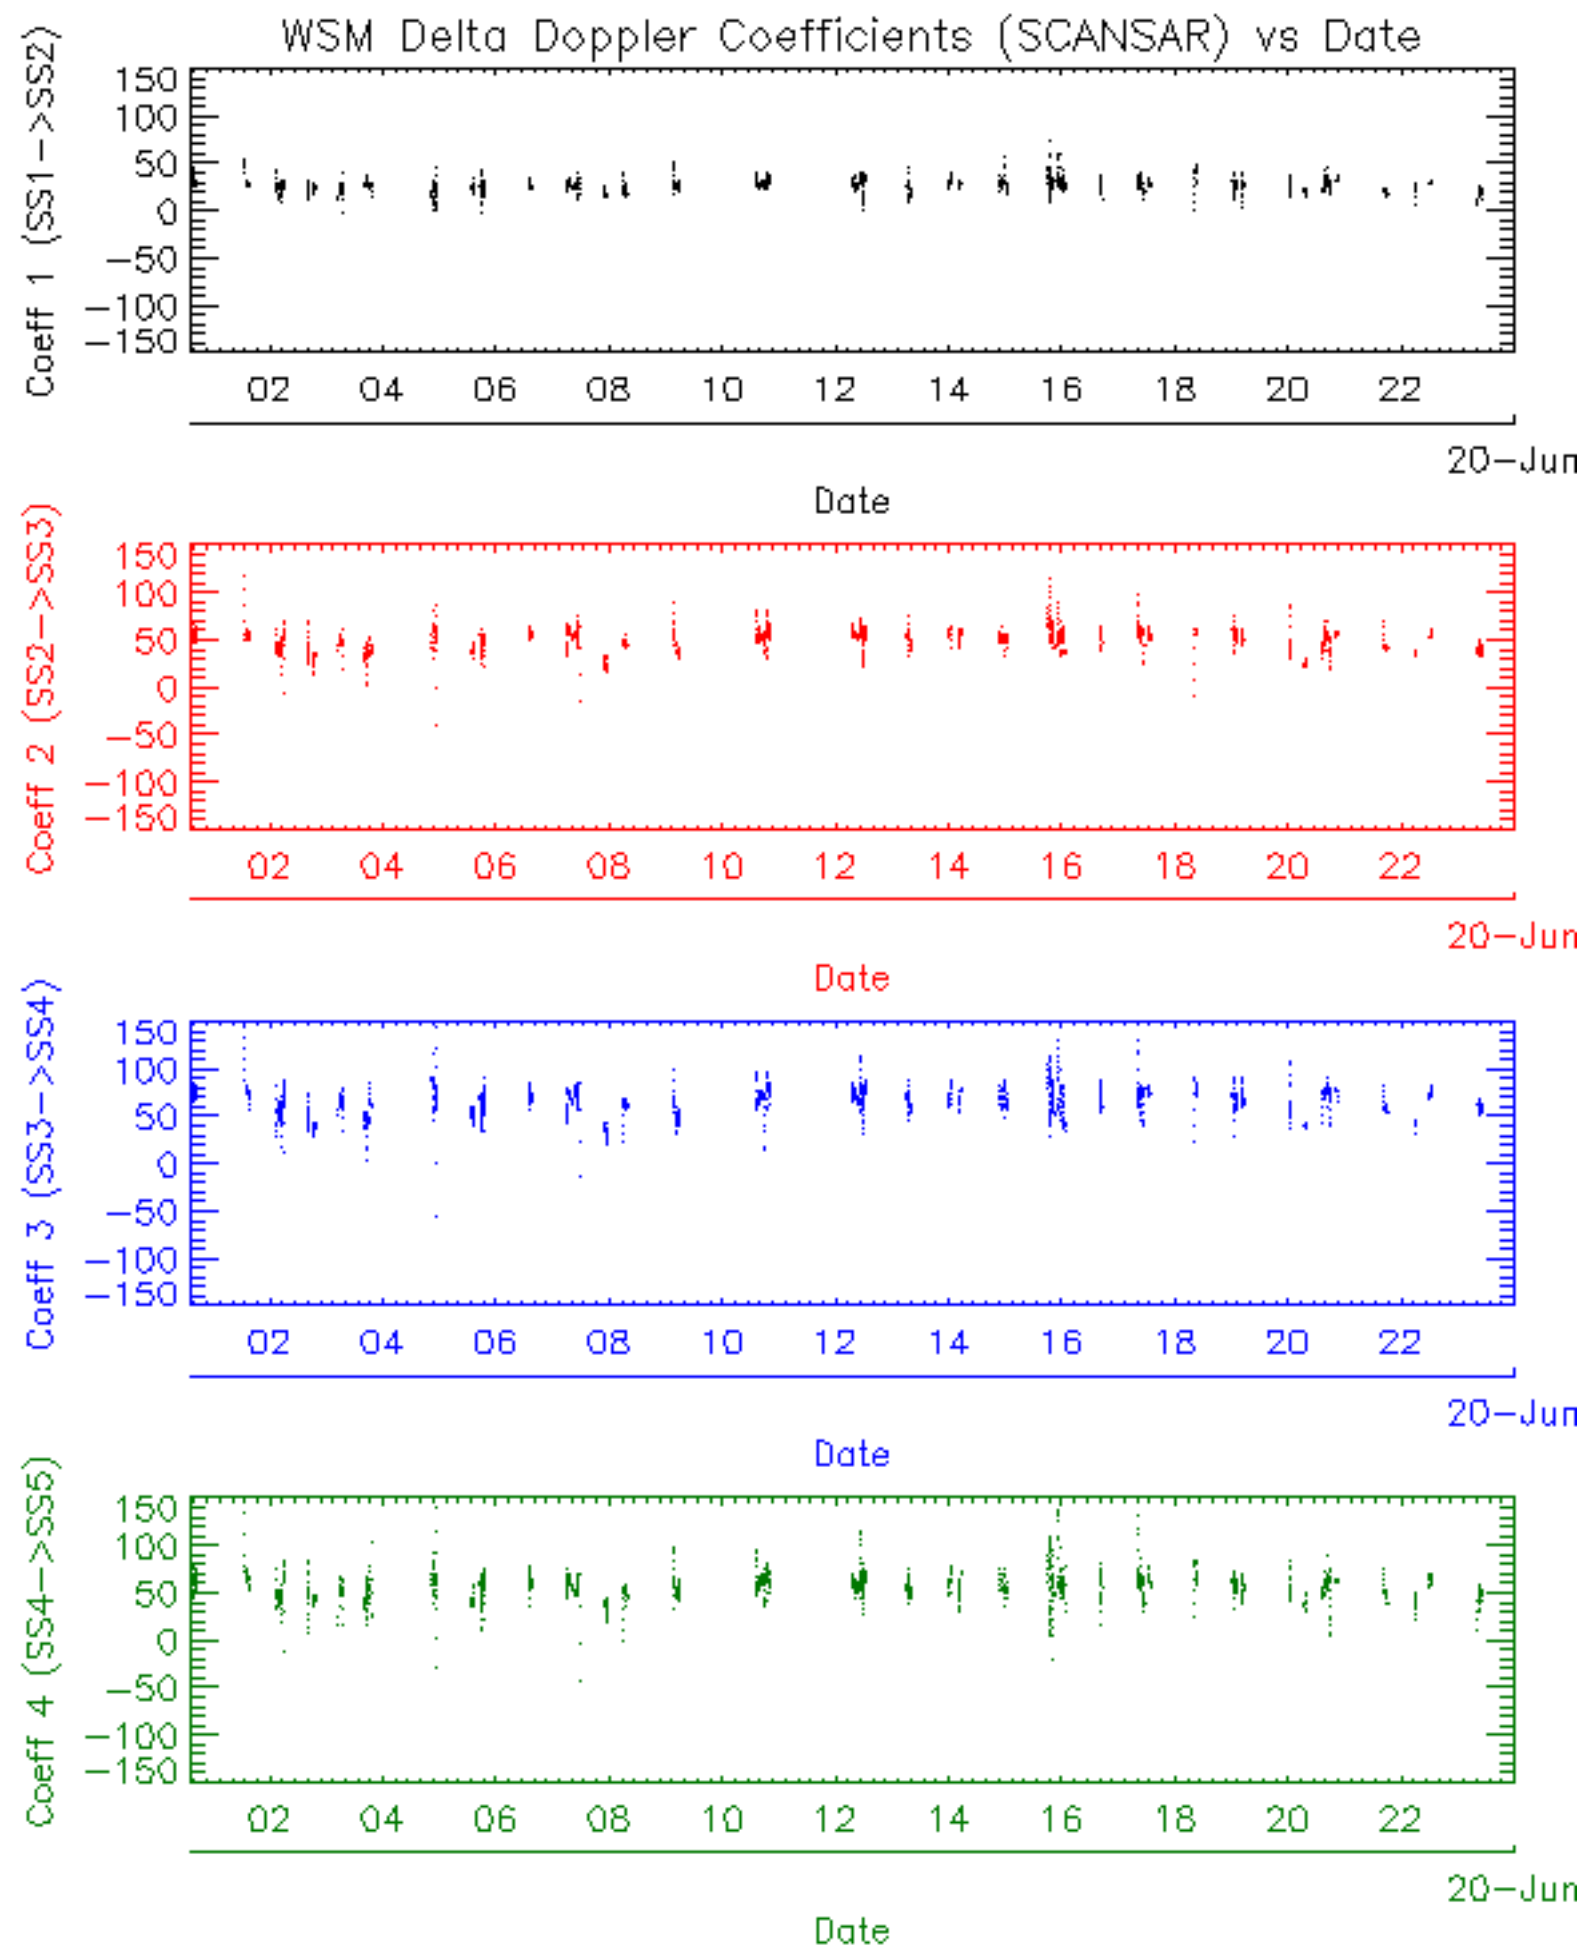 WSM Delta Doppler Coefficients (SCANSAR) vs Date
Coeff 1 (SS1->SS2)
150
100
50
0
-50
-100
-150
02 04 06 08 10 12 14 16 18 20 22
20-Jun
Date
Coeff 2 (SS2->SS3)
150
100
50
0
-50
-100
-150
02 04 06 08 10 12 14 16 18 20 22
20-Jun
Date
Coeff 3 (SS3->SS4)
150
100
50
0
-50
-100
-150
02 04 06 08 10 12 14 16 18 20 22
20-Jun
Date
Coeff 4 (SS4->SS5)
150
100
50
0
-50
-100
-150
02 04 06 08 10 12 14 16 18 20 22
20-Jun
Date